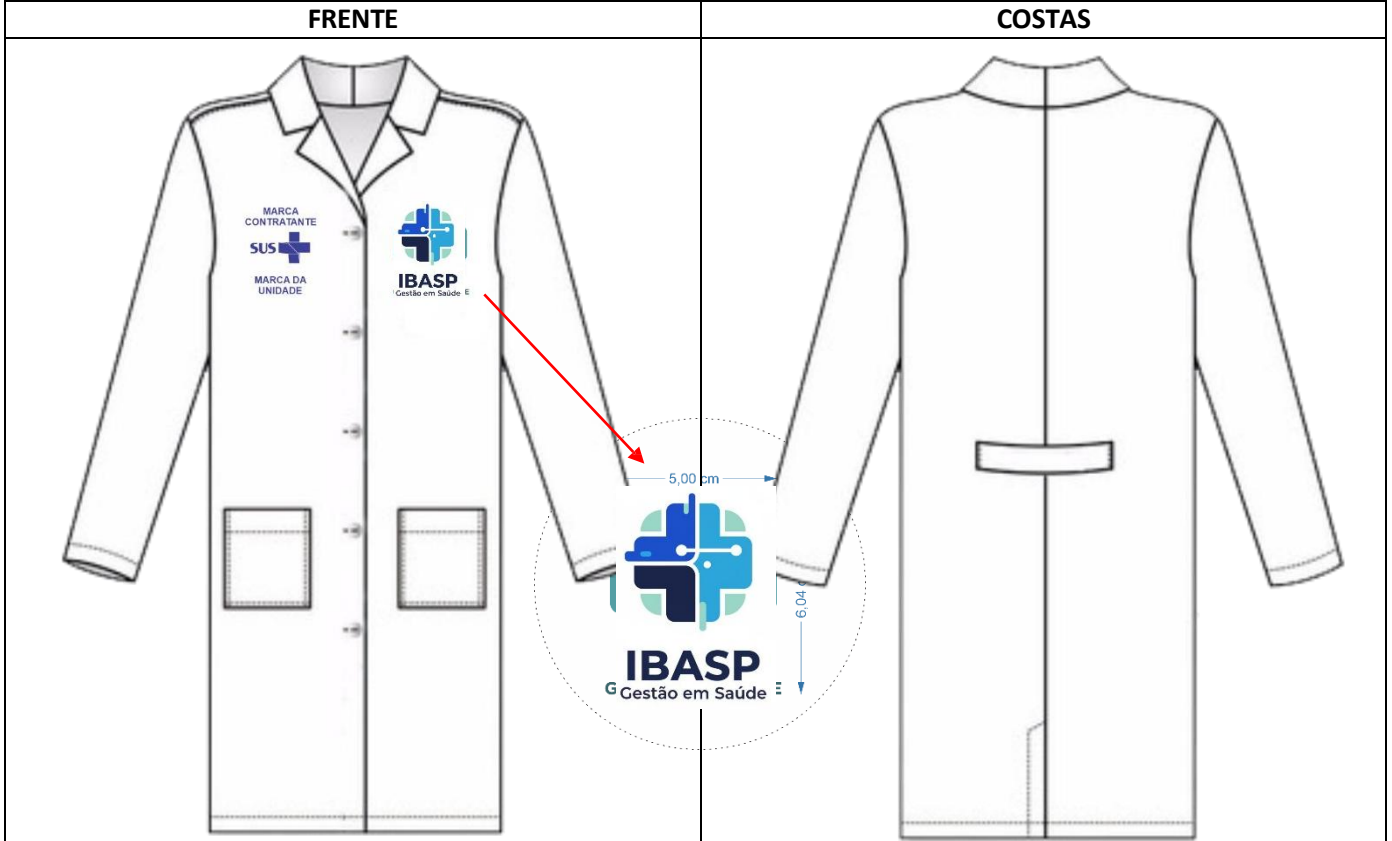 FRENTE
COSTAS
MARCA
CONTRATANTE
SUS
MARCA DA
UNIDADE
IBASP
Gestão em Saúde E
5,00 cm
6,04
IBASP
G Gestão em Saúde E